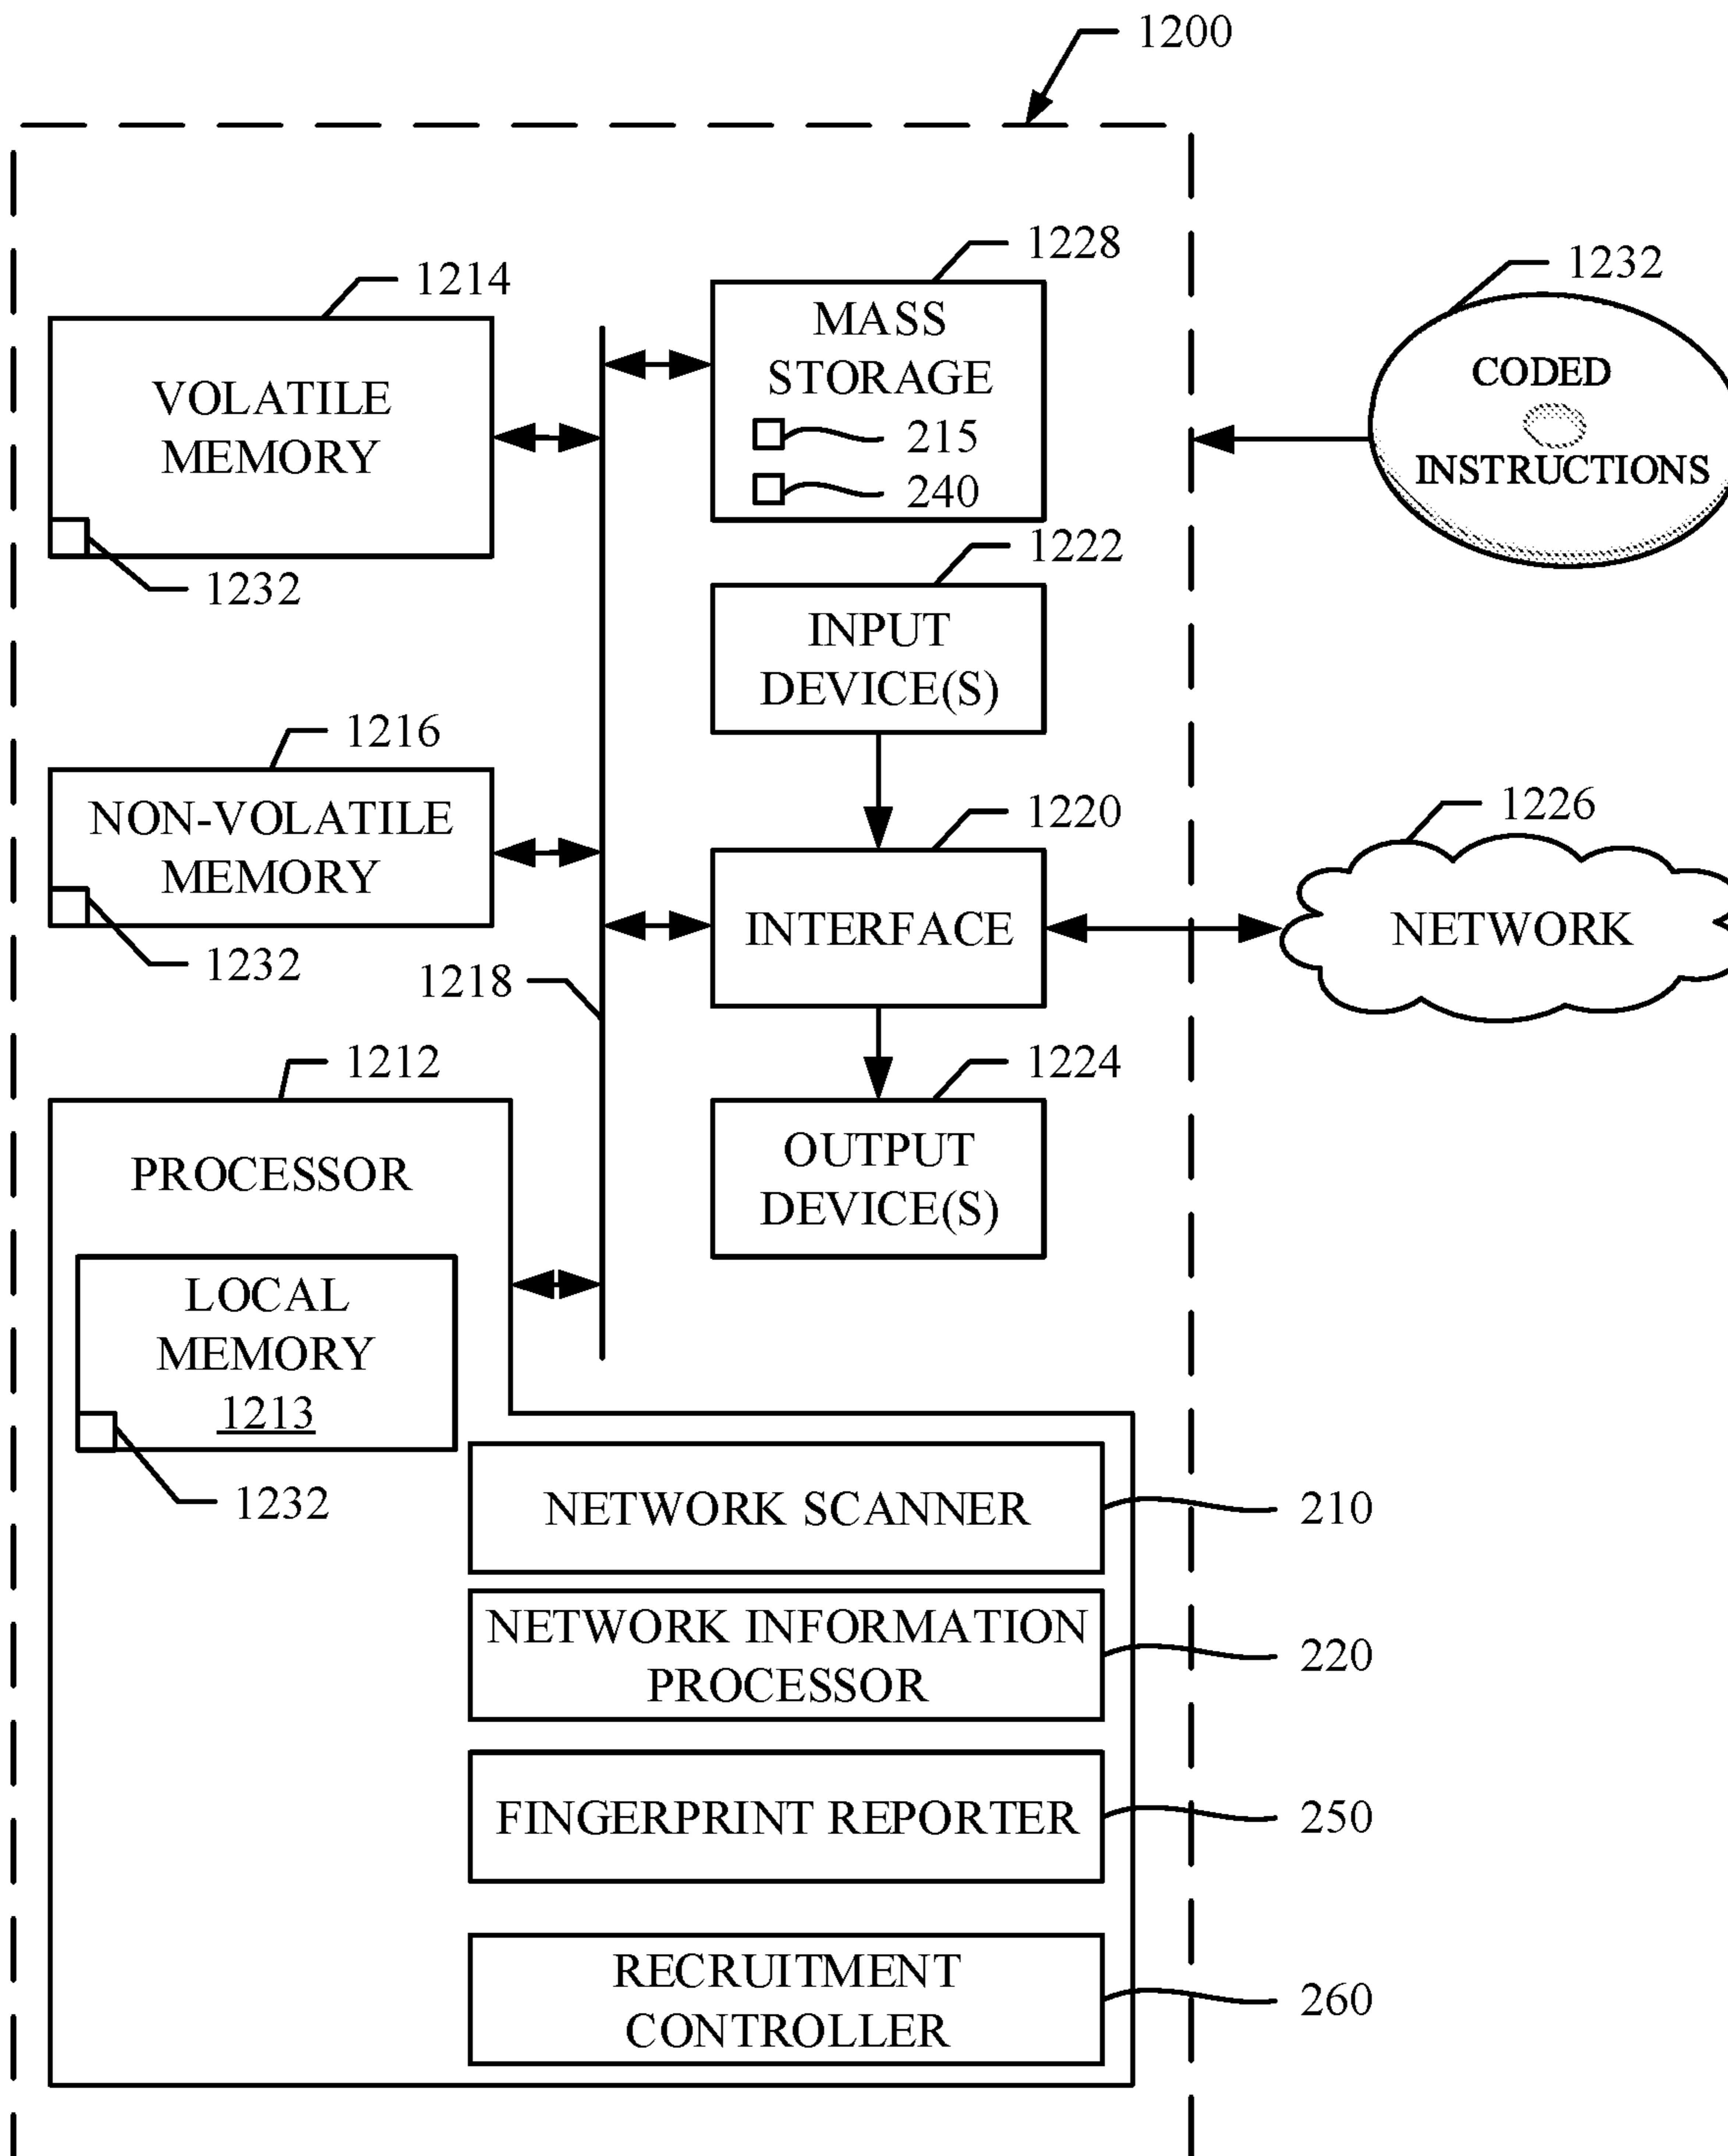 1200
1228
1232
1214
MASS
STORAGE
215
240
CODED
INSTRUCTIONS
VOLATILE
MEMORY
1232
1222
INPUT
DEVICE(S)
1216
NON-VOLATILE
MEMORY
1232
1220
INTERFACE
1226
NETWORK
1218
1212
1224
OUTPUT
DEVICE(S)
PROCESSOR
LOCAL
MEMORY
1213
1232
NETWORK SCANNER
210
NETWORK INFORMATION
PROCESSOR
220
FINGERPRINT REPORTER
250
RECRUITMENT
CONTROLLER
260